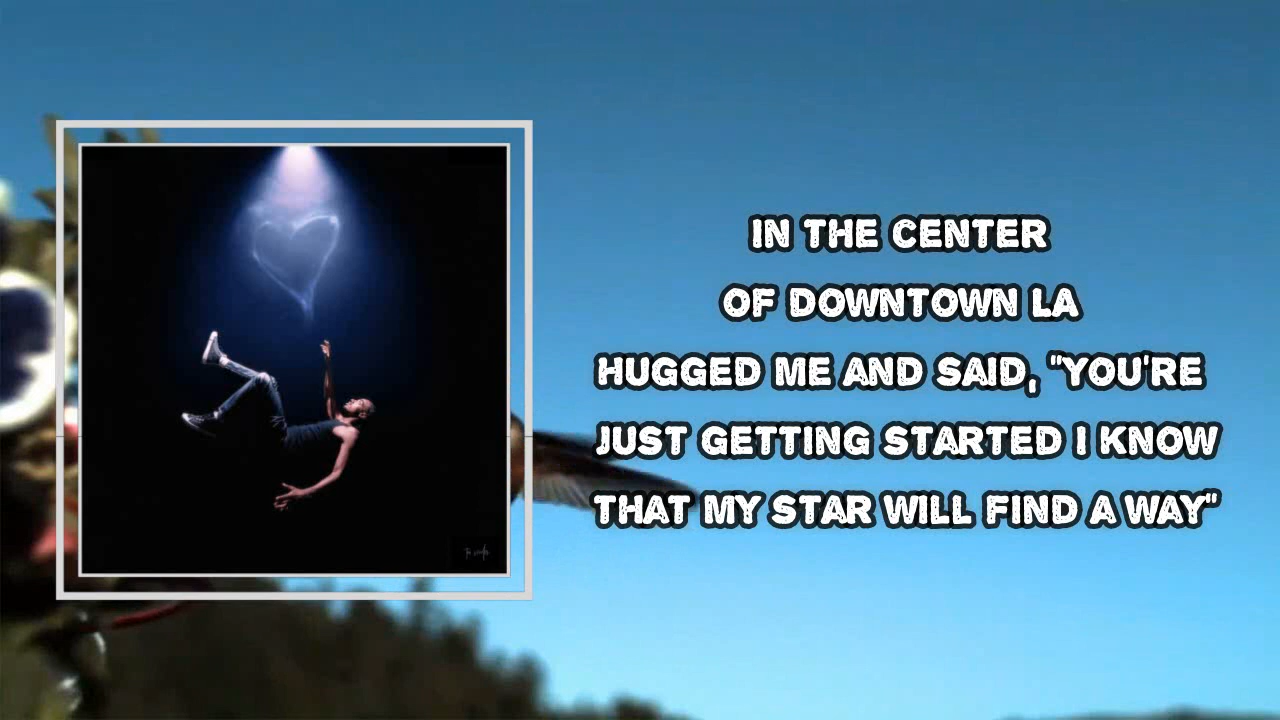 IN THE CENTER
OF DOWNTOWN LA
HUGGED ME AND SAID, "YOU'RE
JUST GETTING STARTED I KNOW
THAT MY STAR WILL FIND A WAY"